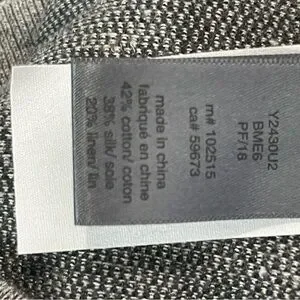 Y2430U2
BME6
PF/18
m# 102515
ca# 59673
made in china
fabriqué en chine
42% cotton/ coton
38% silk/ soie
20% linen/ lin